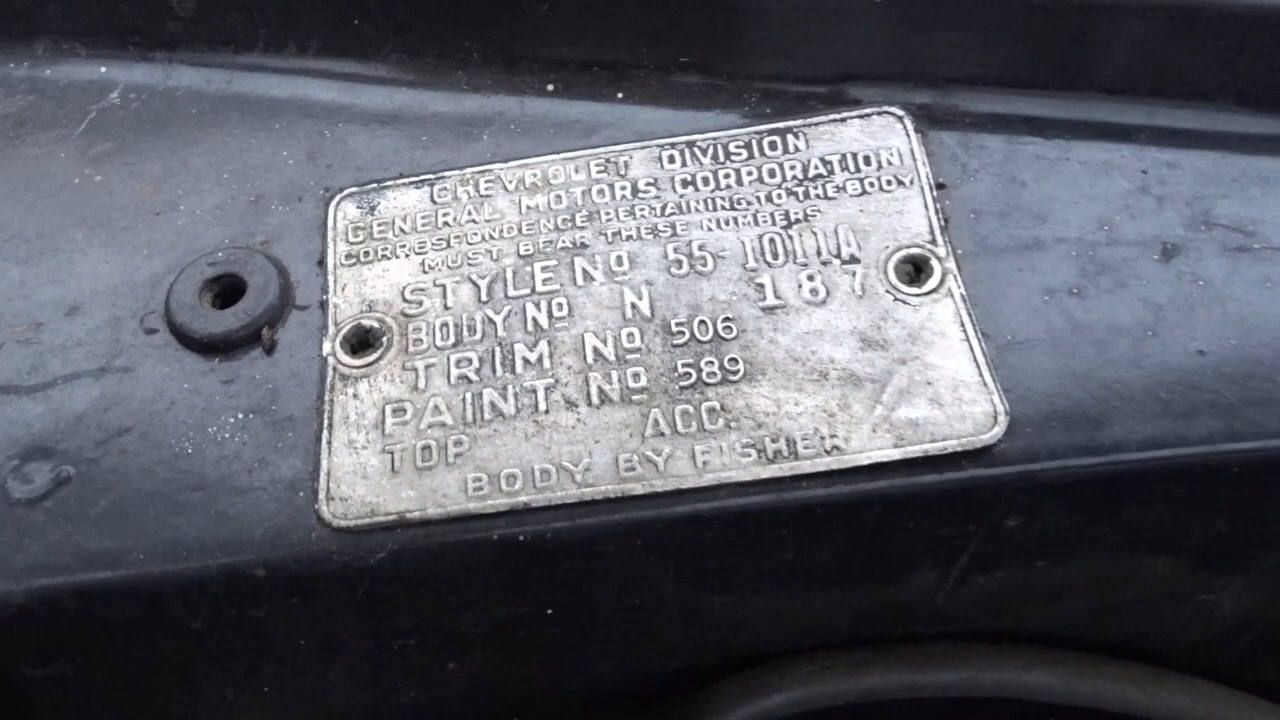 CHEVROLET DIVISION
GENERAL MOTORS CORPORATION
CORRESPONDENCE PERTAINING TO THE BODY
MUST BEAR THESE NUMBERS
STYLE Nº 55-1011A
BODY Nº N 187
TRIM Nº 506
PAINT Nº 589
TOP ACC.
BODY BY FISHER